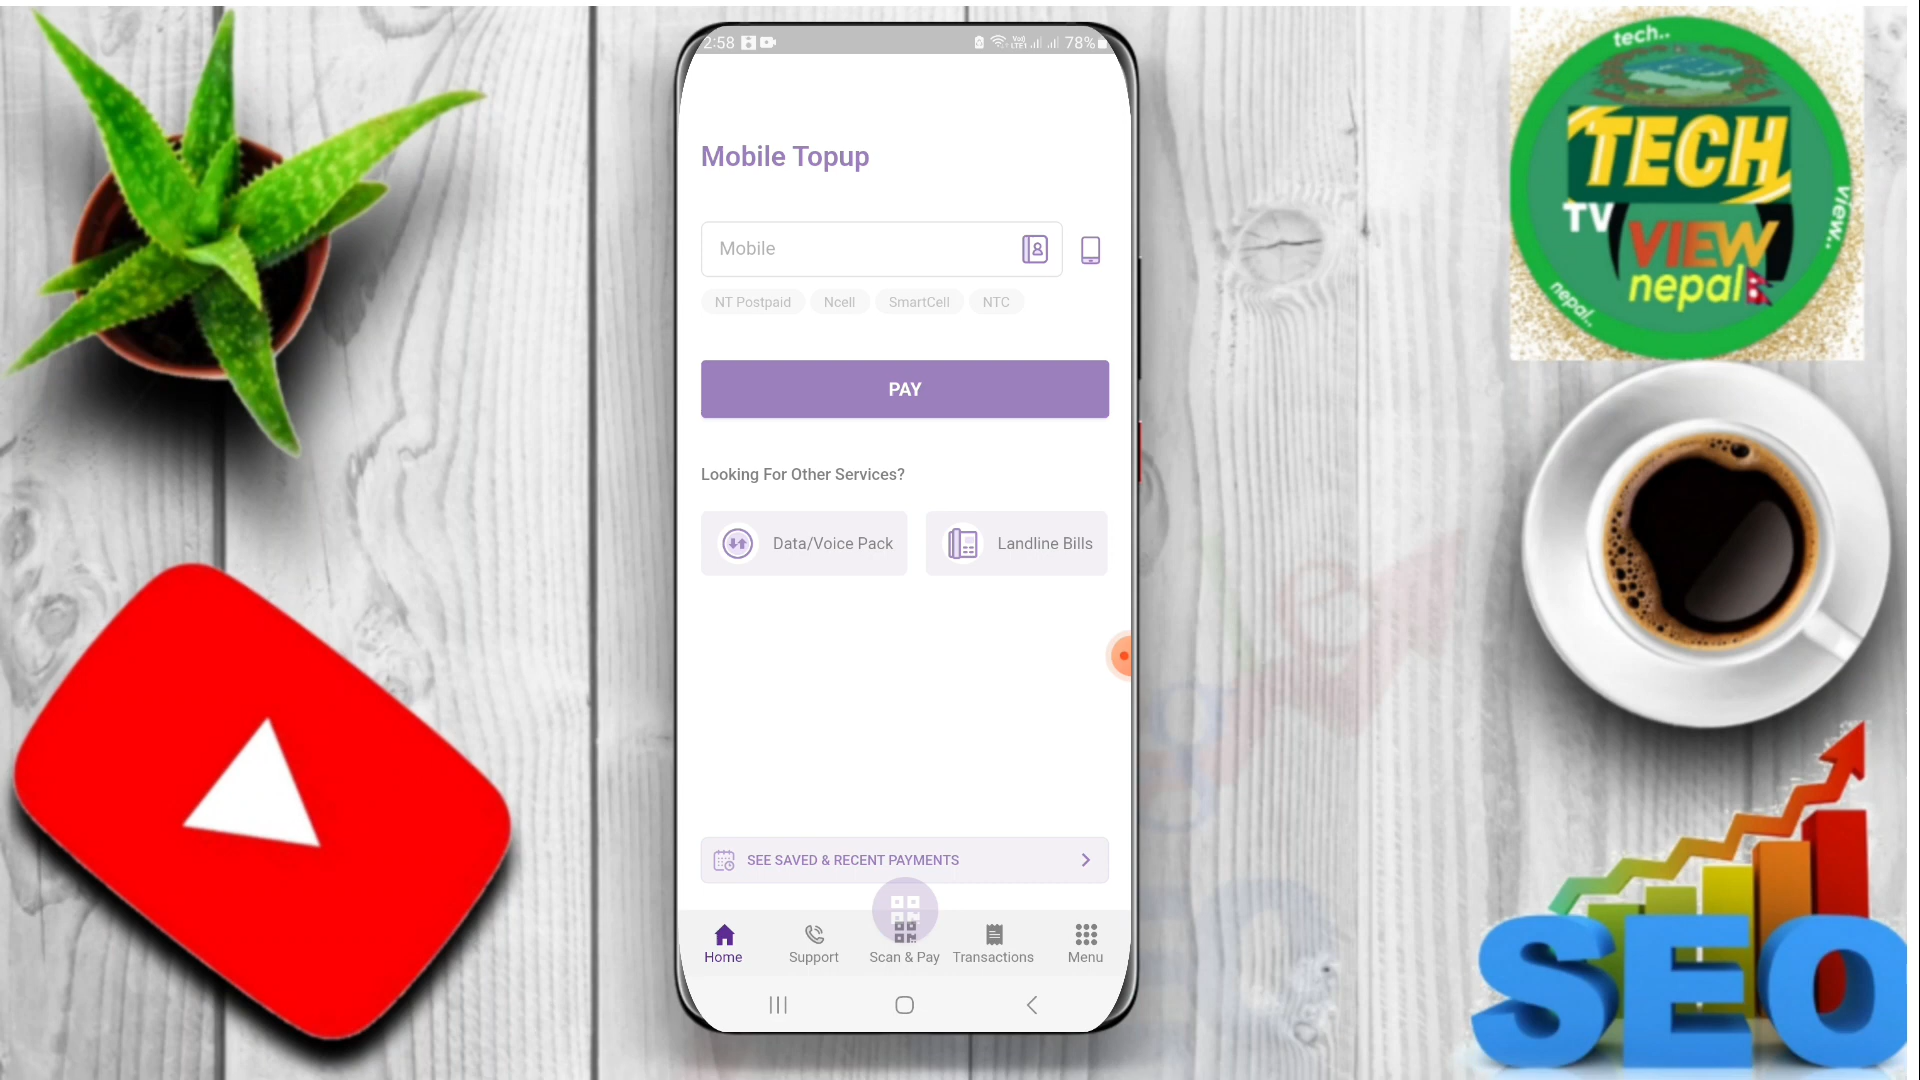 2:58
78%
Mobile Topup
Mobile
NT Postpaid Ncell SmartCell NTC
PAY
Looking For Other Services?
Data/Voice Pack Landline Bills
SEE SAVED & RECENT PAYMENTS
Home Support Scan & Pay Transactions Menu
tech..
TECH
TV
VIEW
nepal
view..
nepal..
SEO